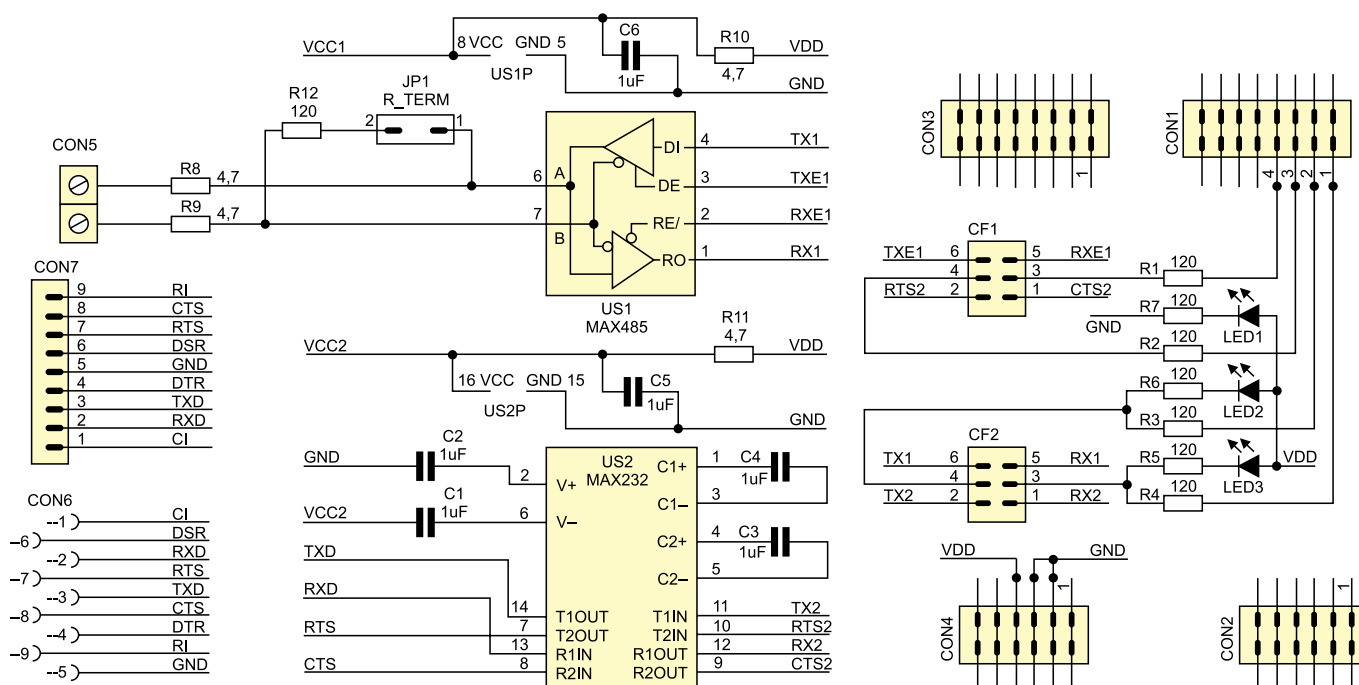 VCC1
8 VCC GND 5
US1P
C6
1uF
R10
4,7
VDD
GND
JP1
R_TERM
R12
120
2 1
CON5
R8
4,7
R9
4,7
6 A
7 B
DI 4 TX1
DE 3 TXE1
RE/ 2 RXE1
RO 1 RX1
US1
MAX485
CON7
9 RI
8 CTS
7 RTS
6 DSR
5 GND
4 DTR
3 TXD
2 RXD
1 CI
VCC2
16 VCC GND 15
US2P
C5
1uF
R11
4,7
VDD
GND
CON6
--1 CI
–6 DSR
--2 RXD
–7 RTS
--3 TXD
–8 CTS
--4 DTR
–9 RI
--5 GND
GND
C2
1uF
2 V+
VCC2
C1
1uF
6 V–
US2
MAX232
C1+ 1
C4
1uF
C1– 3
C2+ 4
C3
1uF
C2– 5
TXD
RXD
RTS
CTS
14 T1OUT
7 T2OUT
13 R1IN
8 R2IN
T1IN 11 TX2
T2IN 10 RTS2
R1OUT 12 RX2
R2OUT 9 CTS2
CON3
1
CON1
4 3 2 1
CF1
TXE1 6 5 RXE1
4 3
RTS2 2 1 CTS2
R1 120
R7 120
GND
LED1
R2 120
R6 120
LED2
R3 120
CF2
TX1 6 5 RX1
4 3
TX2 2 1 RX2
R5 120
LED3
VDD
R4 120
VDD
GND
CON4
1
CON2
1